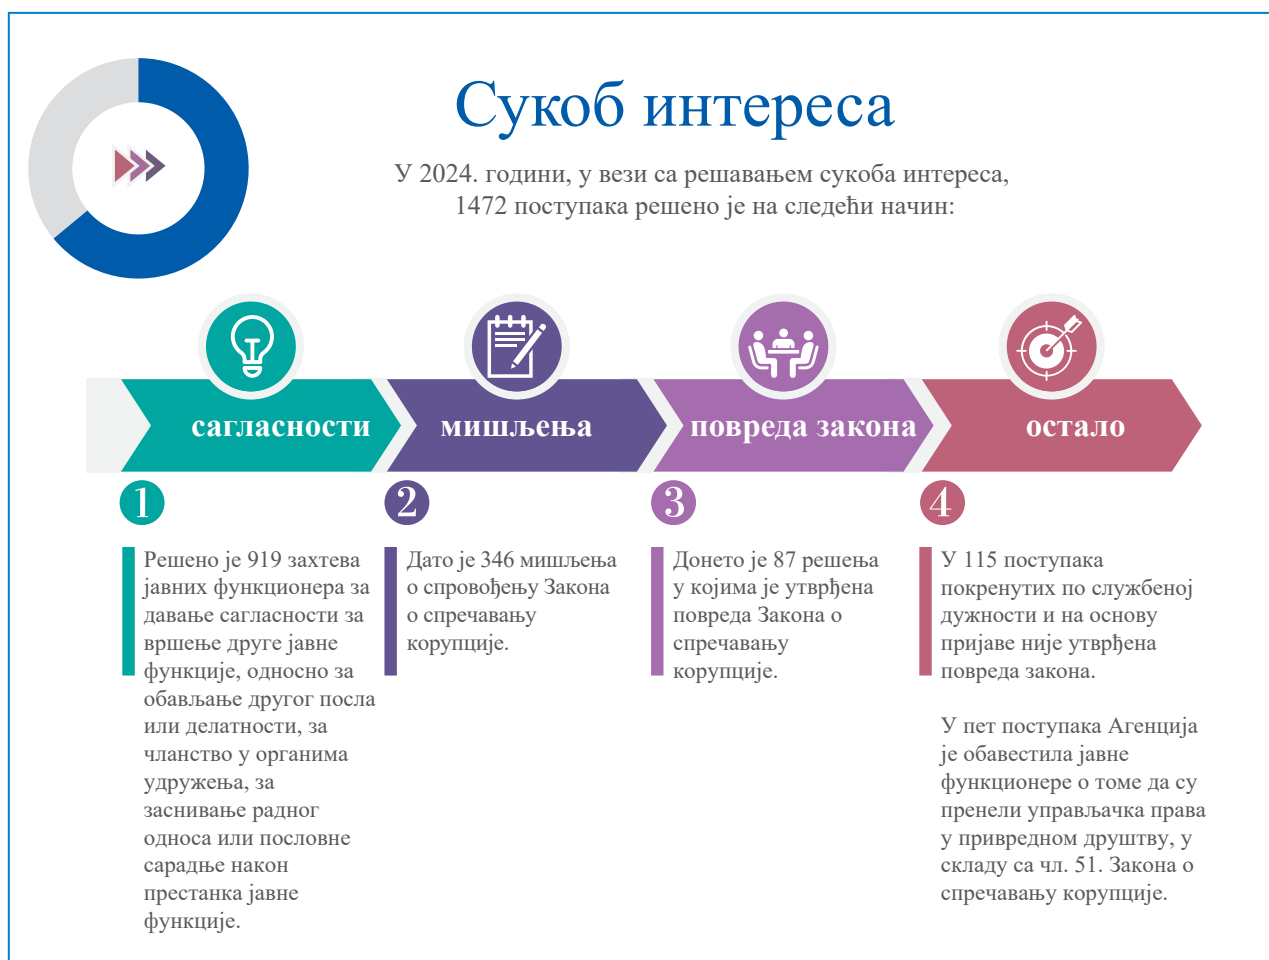 Сукоб интереса
У 2024. години, у вези са решавањем сукоба интереса,
1472 поступака решено је на следећи начин:
сагласности
мишљења
повреда закона
остало
1
Решено је 919 захтева
јавних функционера за
давање сагласности за
вршење друге јавне
функције, односно за
обављање другог посла
или делатности, за
чланство у органима
удружења, за
заснивање радног
односа или пословне
сарадње након
престанка јавне
функције.
2
Дато је 346 мишљења
о спровођењу Закона
о спречавању
корупције.
3
Донето је 87 решења
у којима је утврђена
повреда Закона о
спречавању
корупције.
4
У 115 поступака
покренутих по службеној
дужности и на основу
пријаве није утврђена
повреда закона.
У пет поступака Агенција
је обавестила јавне
функционере о томе да су
пренели управљачка права
у привредном друштву, у
складу са чл. 51. Закона о
спречавању корупције.